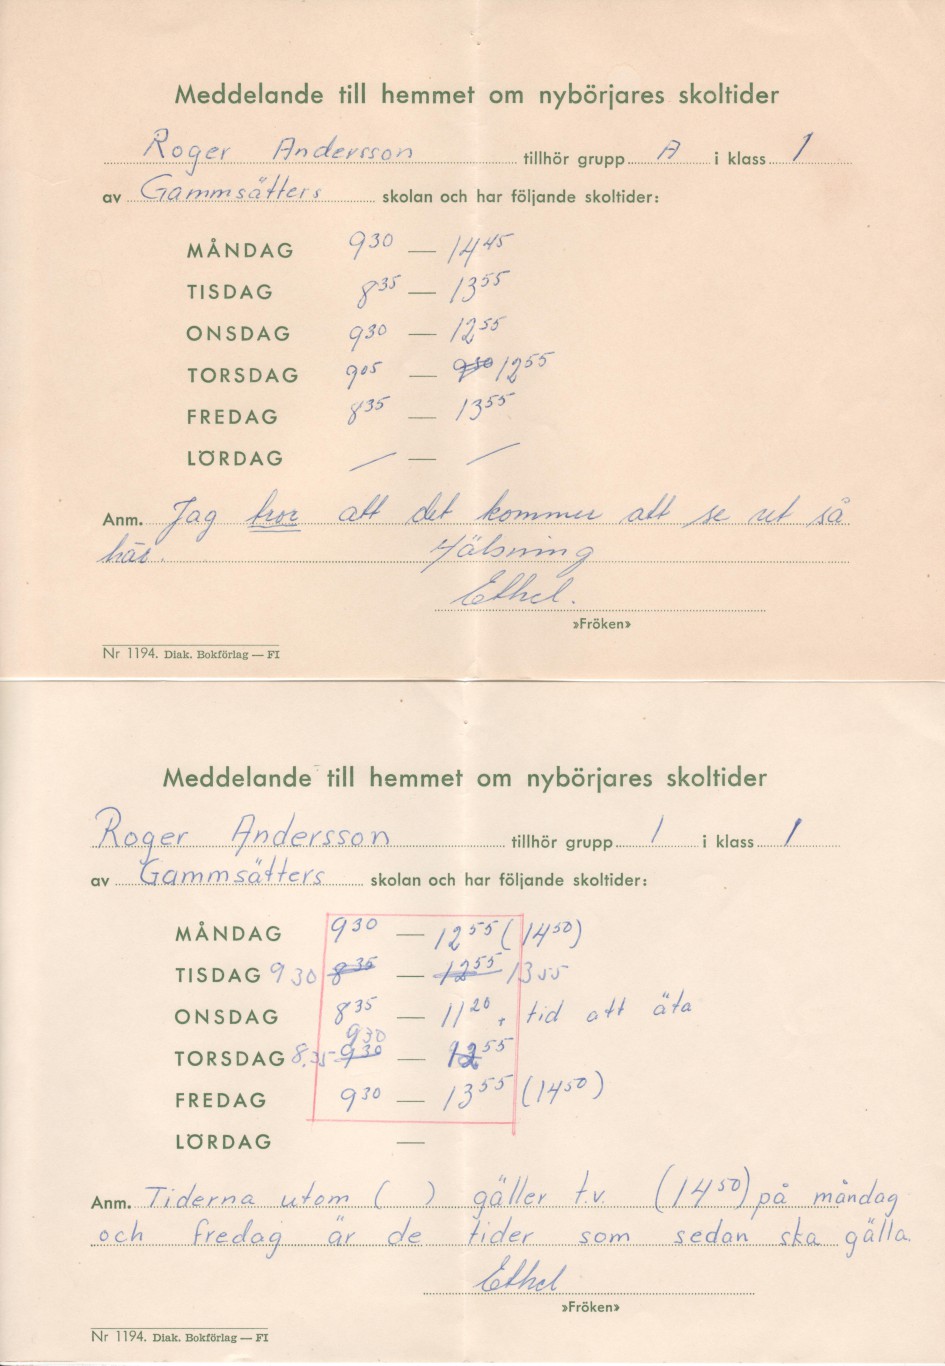 Meddelande till hemmet om nybörjares skoltider
Roger Andersson tillhör grupp A i klass 1
av Gammsätters skolan och har följande skoltider:
MÅNDAG 9³⁰ — 14⁴⁵
TISDAG 8³⁵ — 13⁵⁵
ONSDAG 9³⁰ — 12⁵⁵
TORSDAG 9⁰⁵ — 9³⁰ 12⁵⁵
FREDAG 8³⁵ — 13⁵⁵
LÖRDAG — — —
Anm. Jag tror att det kommer att se ut så
här. Hälsning
Ethel.
»Fröken»
Nr 1194. Diak. Bokförlag — FI
Meddelande till hemmet om nybörjares skoltider
Roger Andersson tillhör grupp 1 i klass 1
av Gammsätters skolan och har följande skoltider:
MÅNDAG 9³⁰ — 12⁵⁵ (14⁵⁰)
TISDAG 9 30 8³⁵ — 12⁵⁵ 13 55
ONSDAG 8³⁵ — 11²⁰ + tid att äta
9³⁰
TORSDAG 8.35 9³⁰ — 12⁵⁵
FREDAG 9³⁰ — 13⁵⁵ (14⁵⁰)
LÖRDAG —
Anm. Tiderna utom ( ) gäller t.v. (14⁵⁰) på måndag
och fredag är de tider som sedan ska gälla.
Ethel
»Fröken»
Nr 1194. Diak. Bokförlag — FI